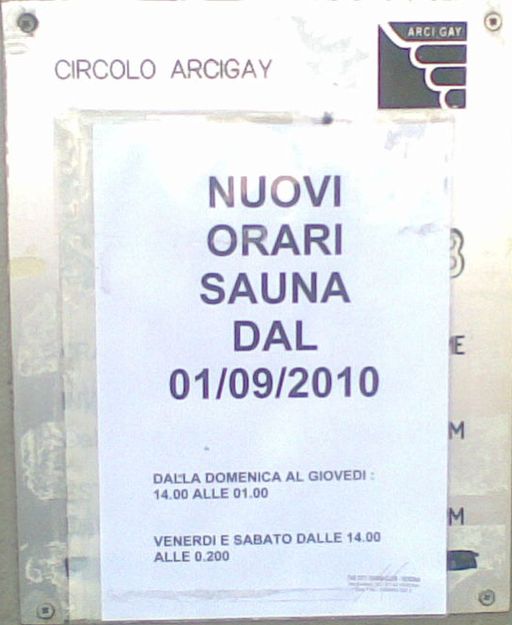 ARCI GAY
CIRCOLO ARCIGAY
NUOVI
ORARI
SAUNA
DAL
01/09/2010
DALLA DOMENICA AL GIOVEDI :
14.00 ALLE 01.00
VENERDI E SABATO DALLE 14.00
ALLE 0.200